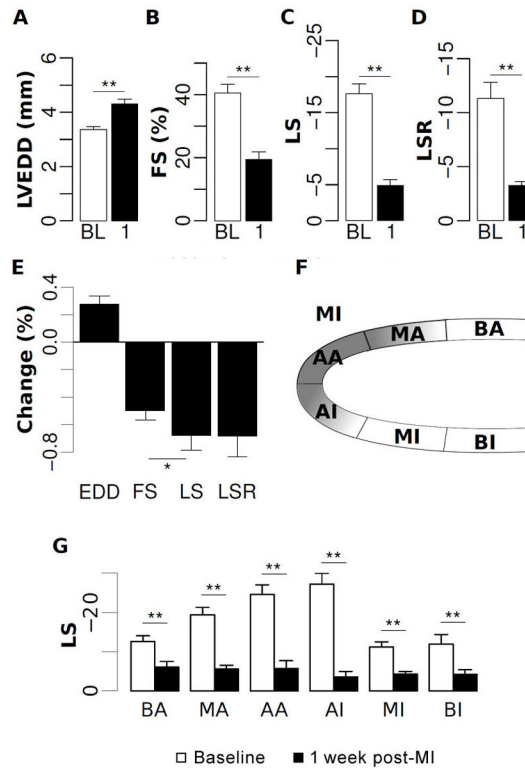 A
B
C
D
LVEDD (mm)
0 2 4 6
**
BL 1
FS (%)
0 20 40
**
BL 1
LS
0 −5 −15 −25
**
BL 1
LSR
0 −5 −10 −15
**
BL 1
E
Change (%)
0.4
0.0
−0.8
*
EDD FS LS LSR
F
MI
AA MA BA
AI MI BI
G
LS
−20
0
** ** ** ** ** **
BA MA AA AI MI BI
Baseline 1 week post-MI